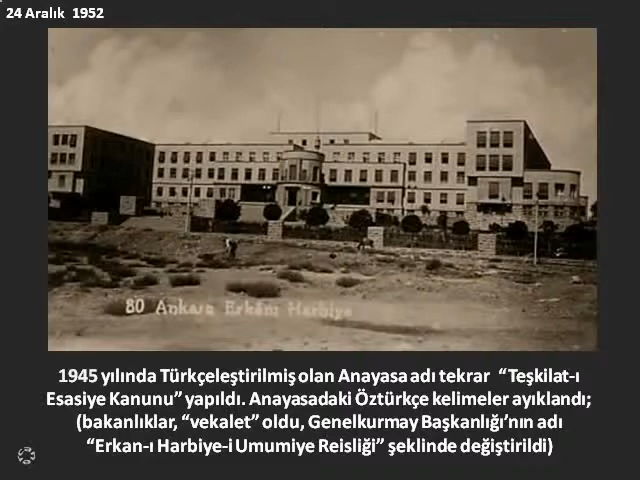 24 Aralık 1952
80 Ankara Erkânı Harbiye
1945 yılında Türkçeleştirilmiş olan Anayasa adı tekrar “Teşkilat-ı
Esasiye Kanunu” yapıldı. Anayasadaki Öztürkçe kelimeler ayıklandı;
(bakanlıklar, “vekalet” oldu, Genelkurmay Başkanlığı’nın adı
“Erkan-ı Harbiye-i Umumiye Reisliği” şeklinde değiştirildi)